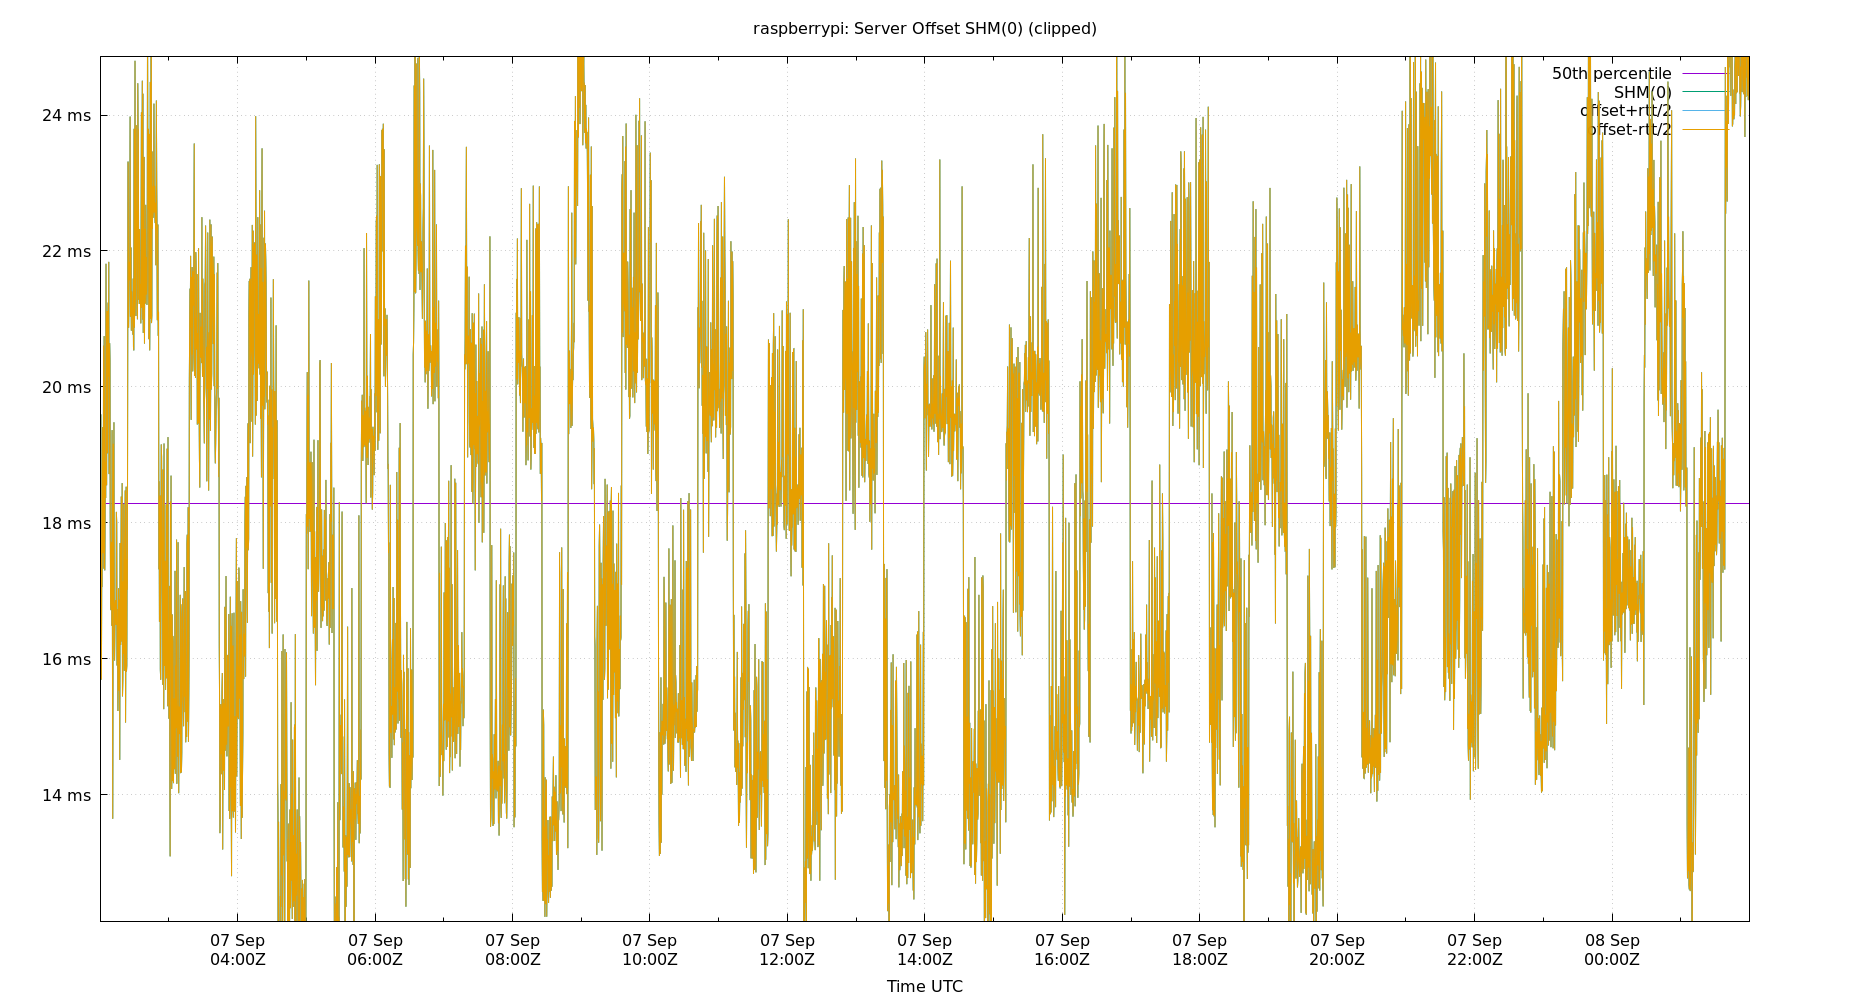 raspberrypi: Server Offset SHM(0) (clipped)
50th percentile
SHM(0)
offset+rtt/2
offset-rtt/2
24 ms
22 ms
20 ms
18 ms
16 ms
14 ms
07 Sep 07 Sep 07 Sep 07 Sep 07 Sep 07 Sep 07 Sep 07 Sep 07 Sep 07 Sep 08 Sep
04:00Z 06:00Z 08:00Z 10:00Z 12:00Z 14:00Z 16:00Z 18:00Z 20:00Z 22:00Z 00:00Z
Time UTC